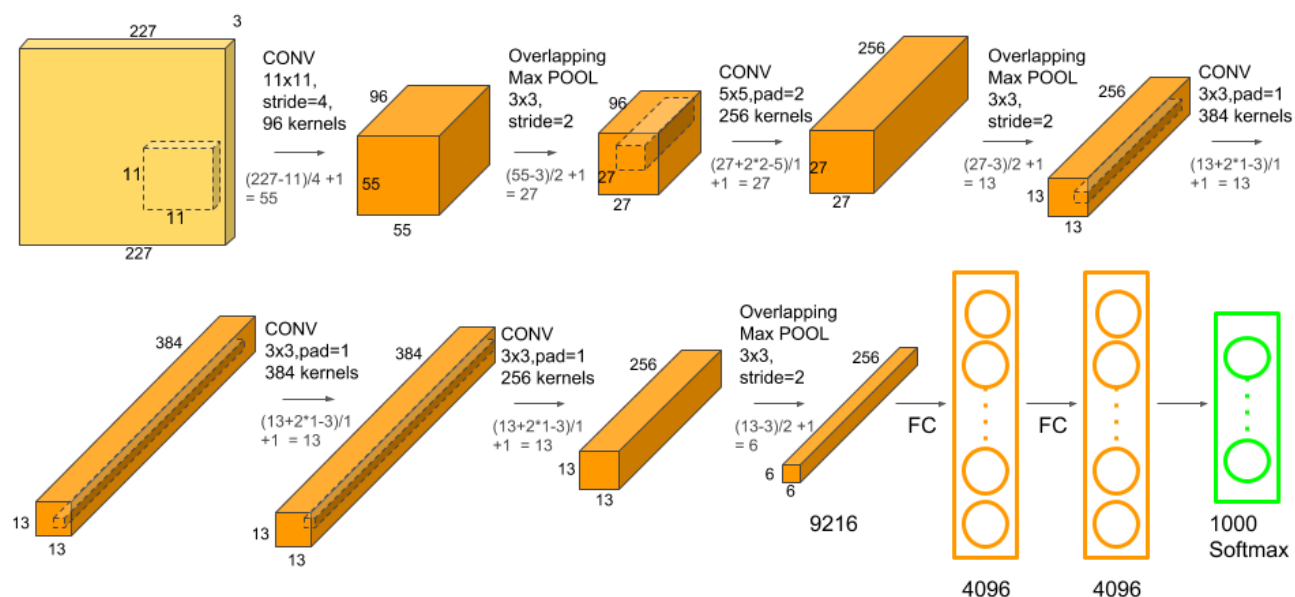 227
3
11
11
227
CONV
11x11,
stride=4,
96 kernels
(227-11)/4 +1
= 55
96
55
55
Overlapping
Max POOL
3x3,
stride=2
(55-3)/2 +1
= 27
96
27
27
CONV
5x5,pad=2
256 kernels
(27+2*2-5)/1
+1 = 27
256
27
27
Overlapping
Max POOL
3x3,
stride=2
(27-3)/2 +1
= 13
256
13
13
CONV
3x3,pad=1
384 kernels
(13+2*1-3)/1
+1 = 13
384
13
13
CONV
3x3,pad=1
384 kernels
(13+2*1-3)/1
+1 = 13
384
13
13
CONV
3x3,pad=1
256 kernels
(13+2*1-3)/1
+1 = 13
256
13
13
Overlapping
Max POOL
3x3,
stride=2
(13-3)/2 +1
= 6
256
6
6
9216
FC
4096
FC
4096
1000
Softmax